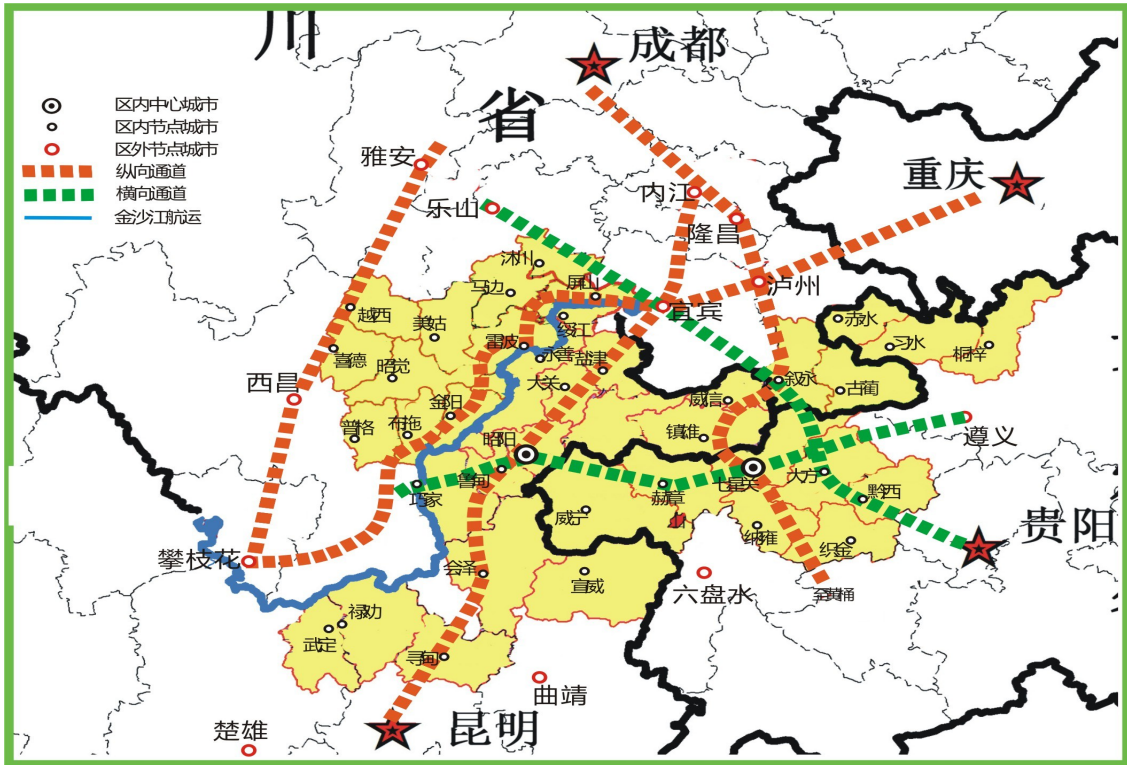 川
成都
省
区内中心城市
区内节点城市
区外节点城市
纵向通道
横向通道
金沙江航运
雅安
重庆
内江
乐山
隆昌
沐川
屏山
泸州
马边
宜宾
越西
美姑
绥江
赤水
雷波
永善
盐津
习水
桐梓
喜德
昭觉
大关
叙永
古蔺
西昌
金阳
威信
普格
布拖
昭阳
镇雄
遵义
巧家
鲁甸
赫章
七星关
大方
黔西
威宁
贵阳
纳雍
织金
攀枝花
会泽
宣威
六盘水
至黄桶
禄劝
武定
寻甸
曲靖
楚雄
昆明